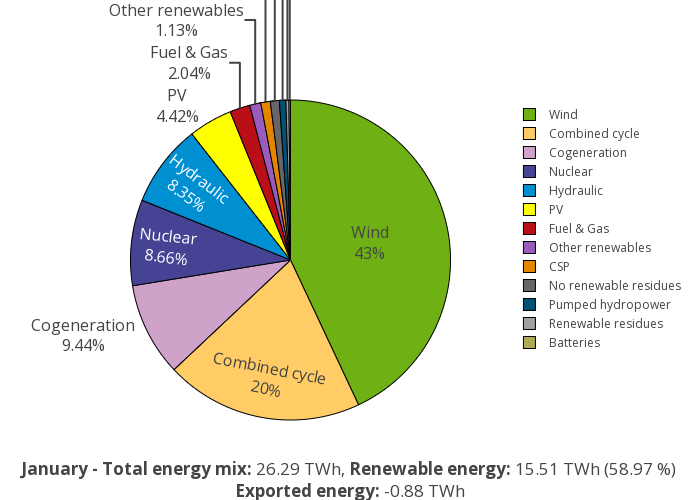 Other renewables
1.13%
Fuel & Gas
2.04%
PV
4.42%
Hydraulic
8.35%
Nuclear
8.66%
Cogeneration
9.44%
Combined cycle
20%
Wind
43%
Wind
Combined cycle
Cogeneration
Nuclear
Hydraulic
PV
Fuel & Gas
Other renewables
CSP
No renewable residues
Pumped hydropower
Renewable residues
Batteries
January - Total energy mix: 26.29 TWh, Renewable energy: 15.51 TWh (58.97 %)
Exported energy: -0.88 TWh